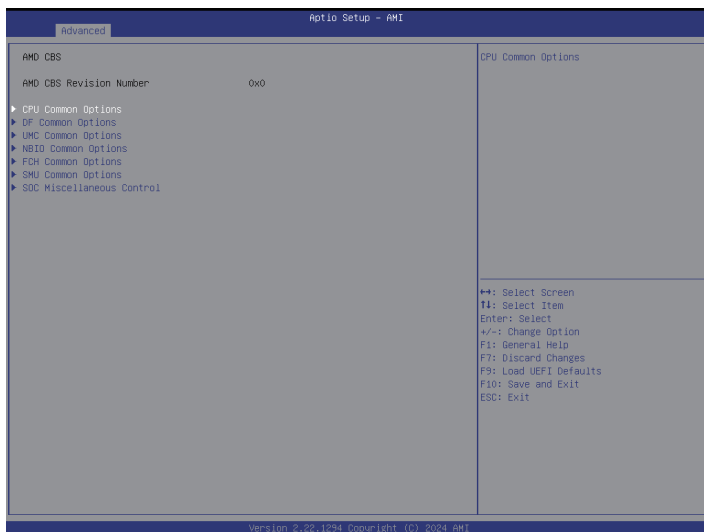 Aptio Setup – AMI
Advanced
AMD CBS
AMD CBS Revision Number 0x0
CPU Common Options
DF Common Options
UMC Common Options
NBIO Common Options
FCH Common Options
SMU Common Options
SOC Miscellaneous Control
CPU Common Options
↔: Select Screen
↑↓: Select Item
Enter: Select
+/-: Change Option
F1: General Help
F7: Discard Changes
F9: Load UEFI Defaults
F10: Save and Exit
ESC: Exit
Version 2.22.1294 Copyright (C) 2024 AMI